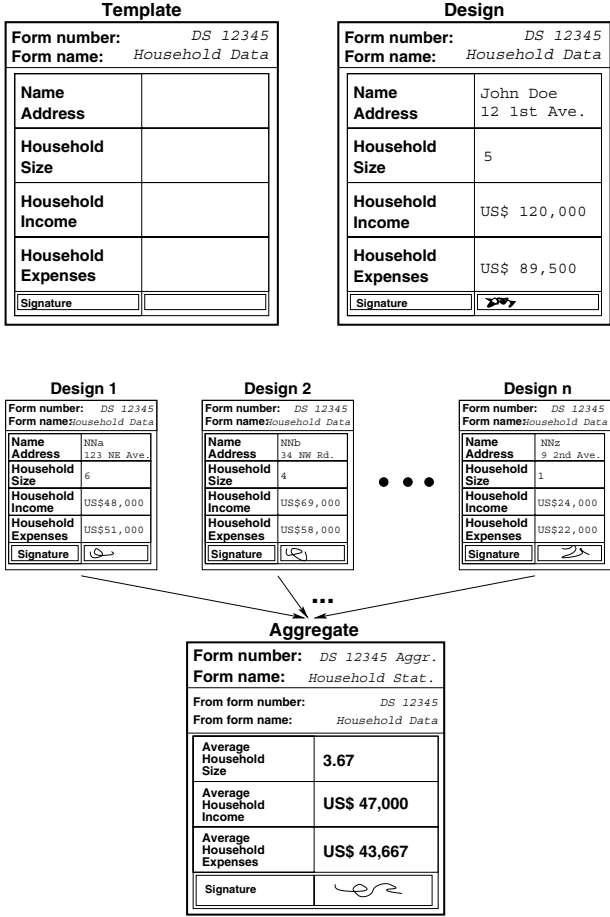 Template
Form number: DS 12345
Form name: Household Data
Name
Address
Household
Size
Household
Income
Household
Expenses
Signature
Design
Form number: DS 12345
Form name: Household Data
Name John Doe
Address 12 1st Ave.
Household
Size 5
Household
Income US$ 120,000
Household
Expenses US$ 89,500
Signature
Design 1
Form number: DS 12345
Form name: Household Data
Name NNa
Address 123 NE Ave.
Household
Size 6
Household
Income US$48,000
Household
Expenses US$51,000
Signature
Design 2
Form number: DS 12345
Form name: Household Data
Name NNb
Address 34 NW Rd.
Household
Size 4
Household
Income US$69,000
Household
Expenses US$58,000
Signature
Design n
Form number: DS 12345
Form name: Household Data
Name NNz
Address 9 2nd Ave.
Household
Size 1
Household
Income US$24,000
Household
Expenses US$22,000
Signature
...
Aggregate
Form number: DS 12345 Aggr.
Form name: Household Stat.
From form number: DS 12345
From form name: Household Data
Average
Household
Size
3.67
Average
Household
Income
US$ 47,000
Average
Household
Expenses
US$ 43,667
Signature